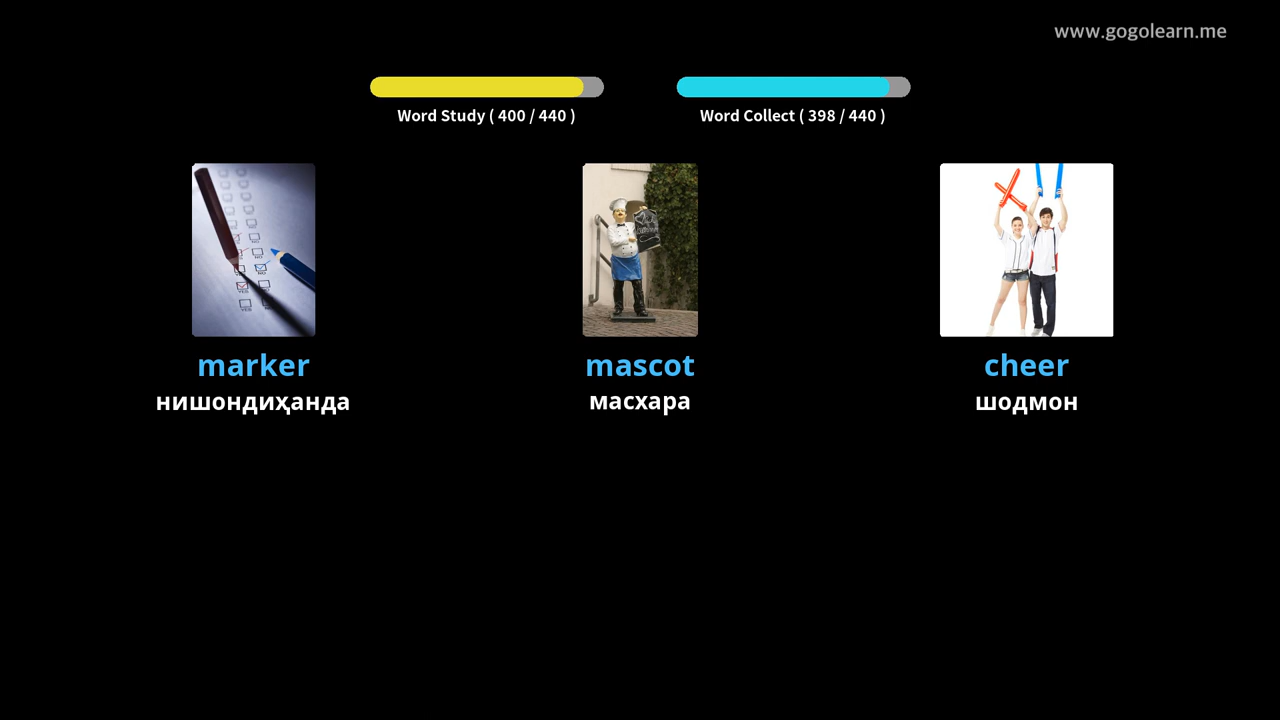 www.gogolearn.me
Word Study ( 400 / 440 )
Word Collect ( 398 / 440 )
marker
mascot
cheer
нишондиҳанда
масхара
шодмон